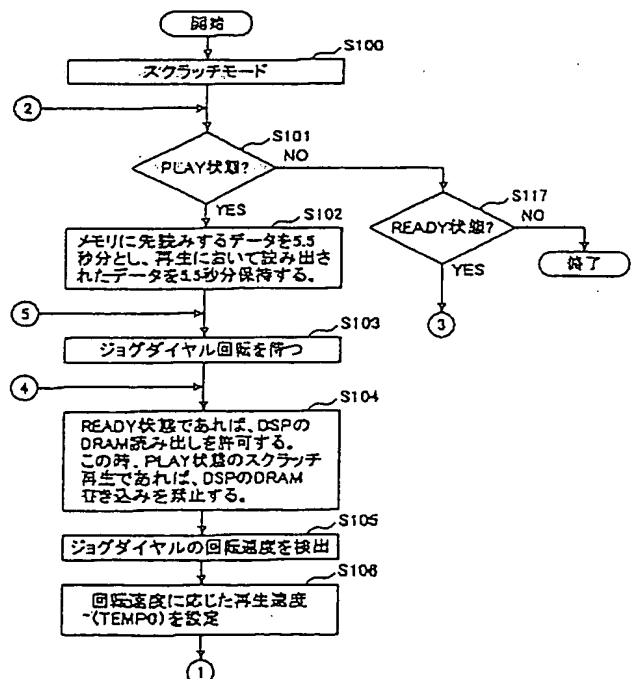 開始
S100
スクラッチモード
②
S101
PLAY状態?
NO
YES
S117
READY状態?
NO
YES
終了
③
S102
メモリに先読みするデータを5.5
秒分とし、再生において読み出さ
れたデータを5.5秒分保持する。
⑤
S103
ジョグダイヤル回転を待つ
④
S104
READY状態であれば、DSPの
DRAM読み出しを許可する。
この時、PLAY状態のスクラッチ
再生であれば、DSPのDRAM
書き込みを禁止する。
S105
ジョグダイヤルの回転速度を検出
S106
回転速度に応じた再生速度
(TEMPO)を設定
①